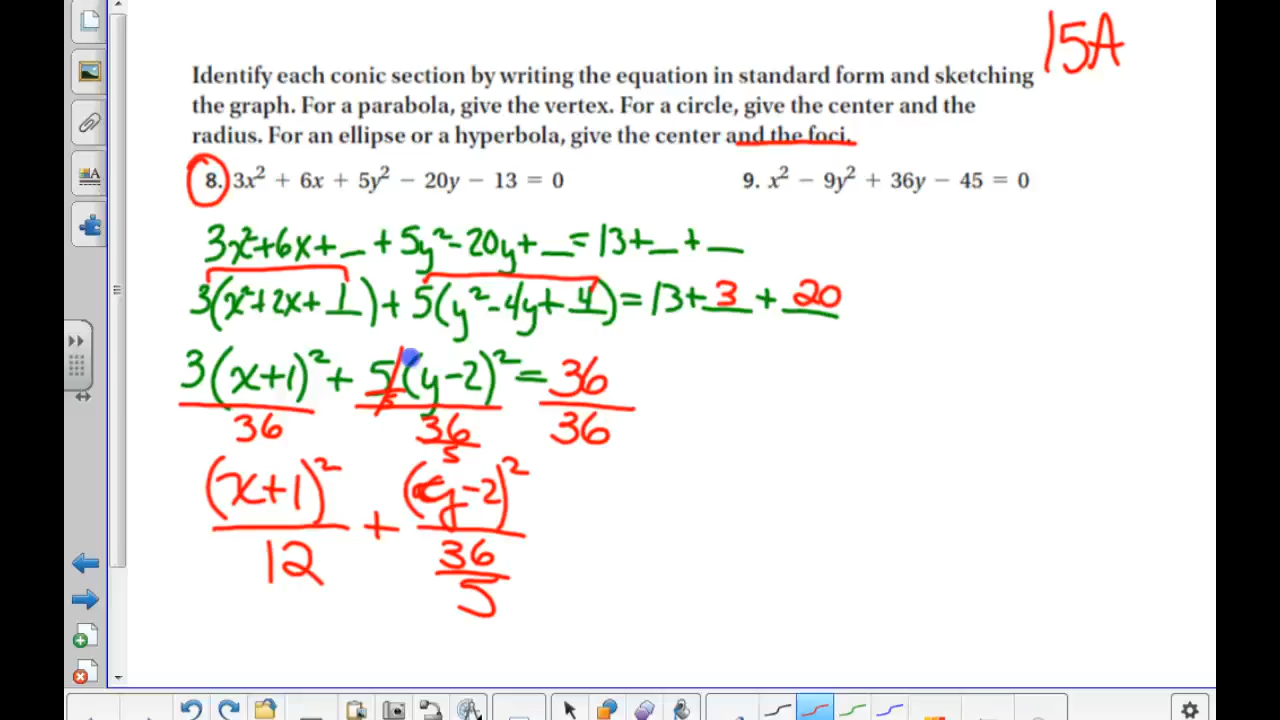 15A
Identify each conic section by writing the equation in standard form and sketching
the graph. For a parabola, give the vertex. For a circle, give the center and the
radius. For an ellipse or a hyperbola, give the center and the foci.
8. 3x² + 6x + 5y² − 20y − 13 = 0
9. x² − 9y² + 36y − 45 = 0
3x²+6x+_ + 5y²-20y+_ = 13+_+_
3(x²+2x+1)+5(y²-4y+4)=13+3+20
3(x+1)²/36 + 5(y-2)²/(36/5) = 36/36
(x+1)²/12 + (y-2)²/(36/5)